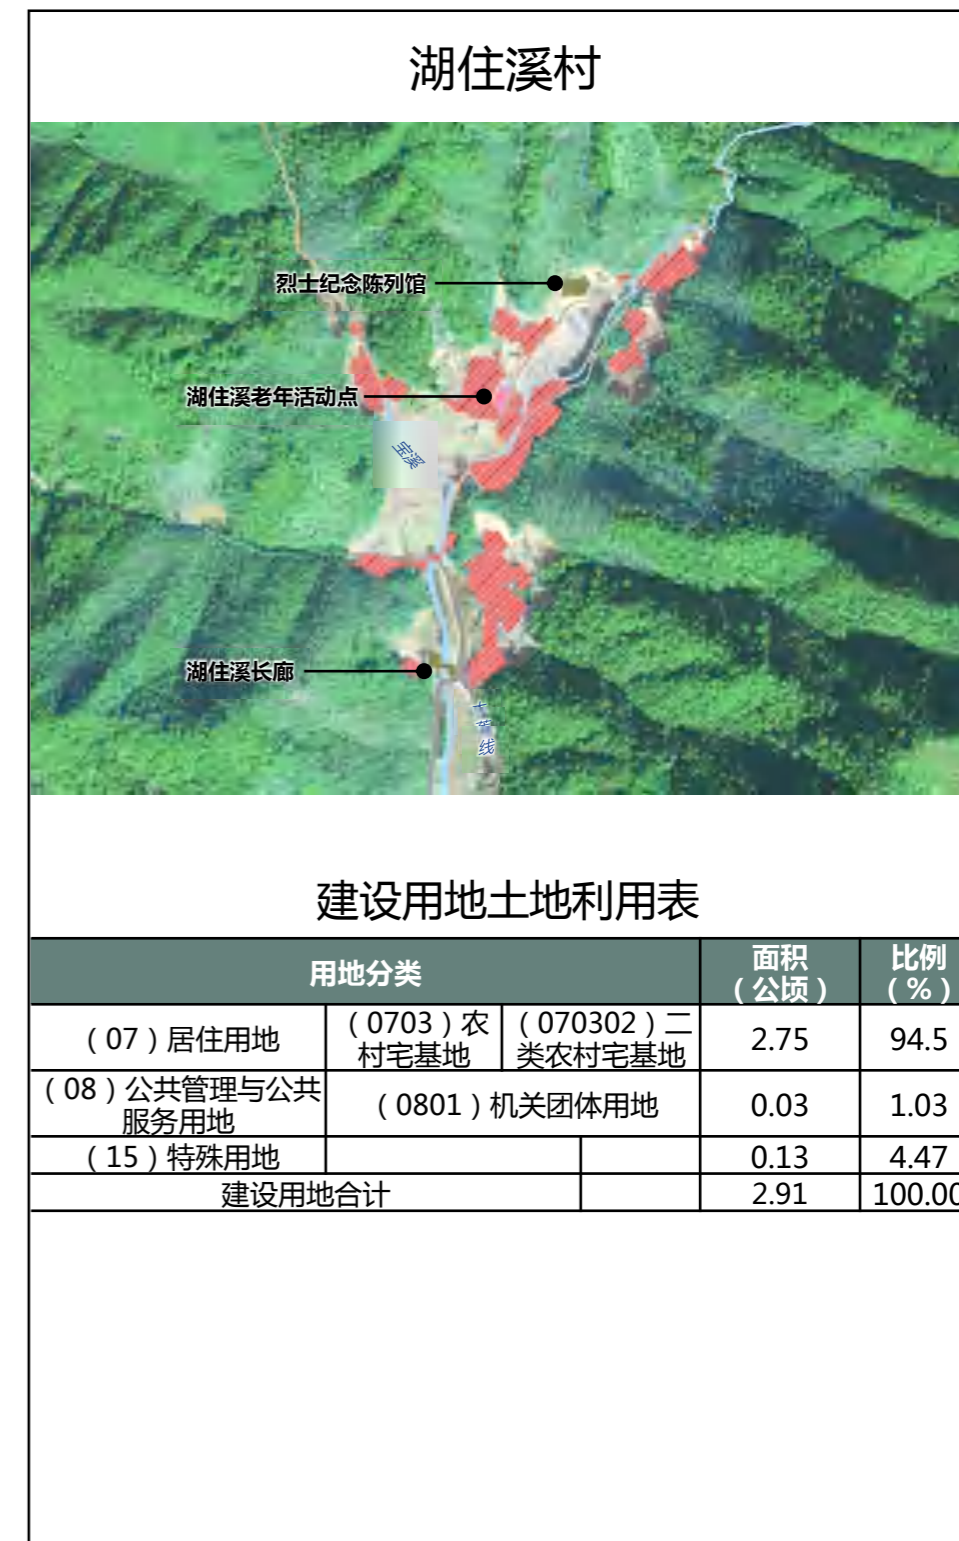 湖住溪村
烈士纪念陈列馆
湖住溪老年活动点
宝溪
湖住溪长廊
线
建设用地土地利用表
用地分类 面积 比例
（公顷） （%）
（07）居住用地 （0703）农 （070302）二 2.75 94.5
村宅基地 类农村宅基地
（08）公共管理与公共 （0801）机关团体用地 0.03 1.03
服务用地
（15）特殊用地 0.13 4.47
建设用地合计 2.91 100.00